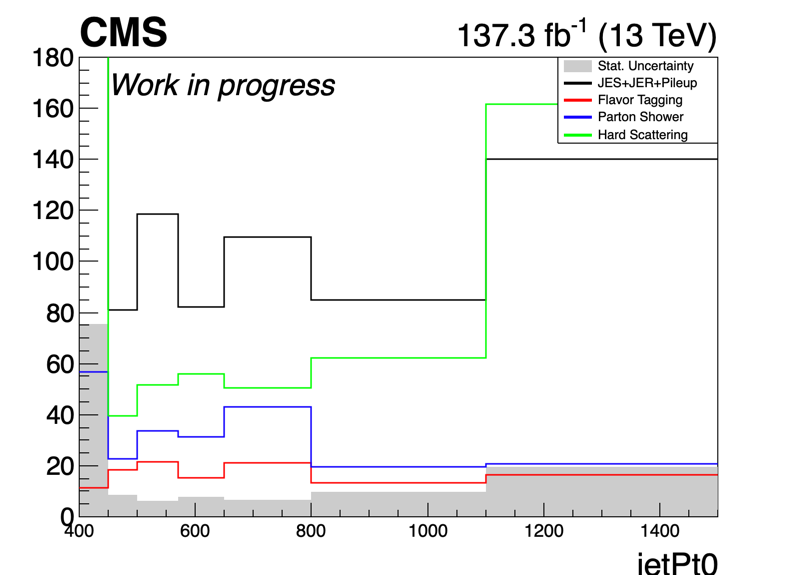 CMS 137.3 fb-1 (13 TeV)
Work in progress
Stat. Uncertainty
JES+JER+Pileup
Flavor Tagging
Parton Shower
Hard Scattering
180
160
140
120
100
80
60
40
20
0
400 600 800 1000 1200 1400
jetPt0